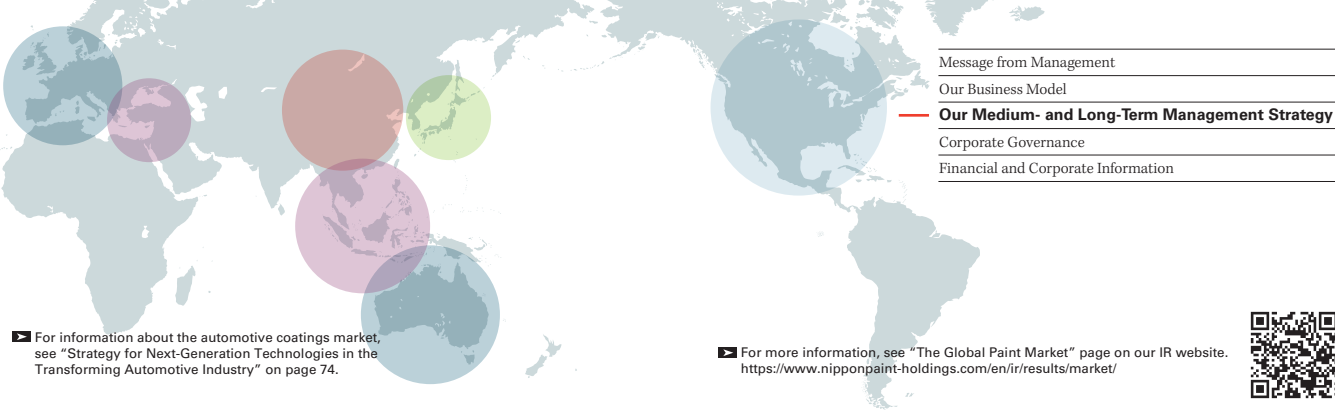 Message from Management
Our Business Model
Our Medium- and Long-Term Management Strategy
Corporate Governance
Financial and Corporate Information
For information about the automotive coatings market,
see “Strategy for Next-Generation Technologies in the
Transforming Automotive Industry” on page 74.
For more information, see “The Global Paint Market” page on our IR website.
https://www.nipponpaint-holdings.com/en/ir/results/market/